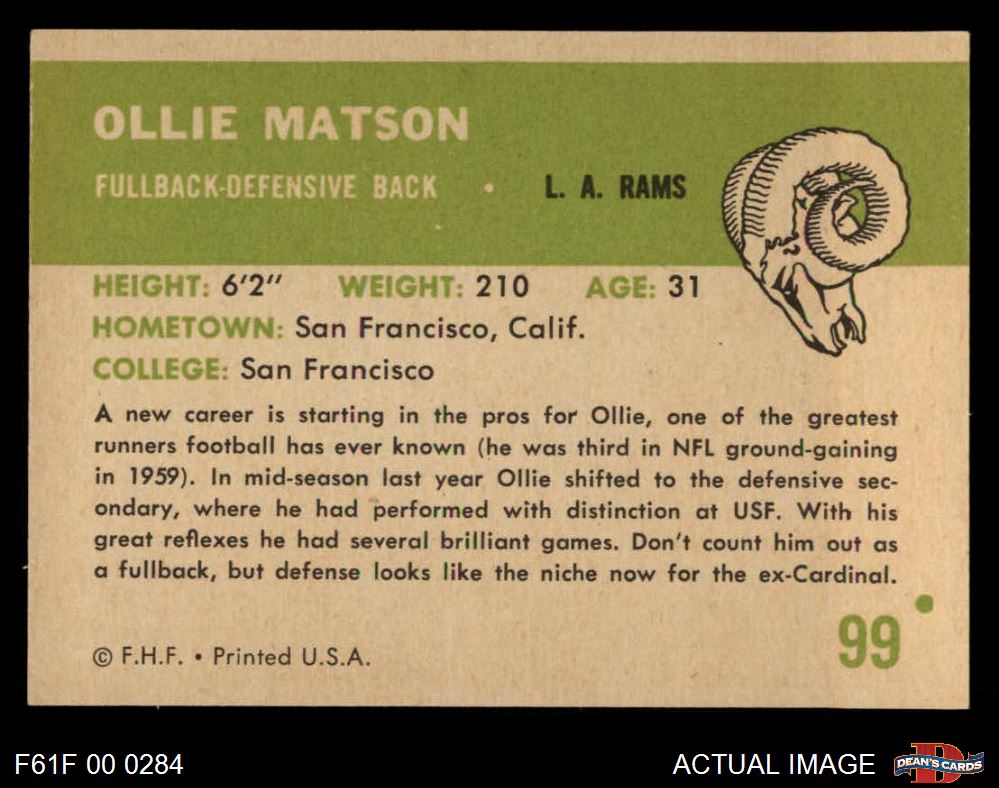 OLLIE MATSON
FULLBACK-DEFENSIVE BACK • L. A. RAMS
HEIGHT: 6'2" WEIGHT: 210 AGE: 31
HOMETOWN: San Francisco, Calif.
COLLEGE: San Francisco
A new career is starting in the pros for Ollie, one of the greatest
runners football has ever known (he was third in NFL ground-gaining
in 1959). In mid-season last year Ollie shifted to the defensive sec-
ondary, where he had performed with distinction at USF. With his
great reflexes he had several brilliant games. Don't count him out as
a fullback, but defense looks like the niche now for the ex-Cardinal.
99
© F.H.F. • Printed U.S.A.
F61F 00 0284
ACTUAL IMAGE
DEAN'S CARDS